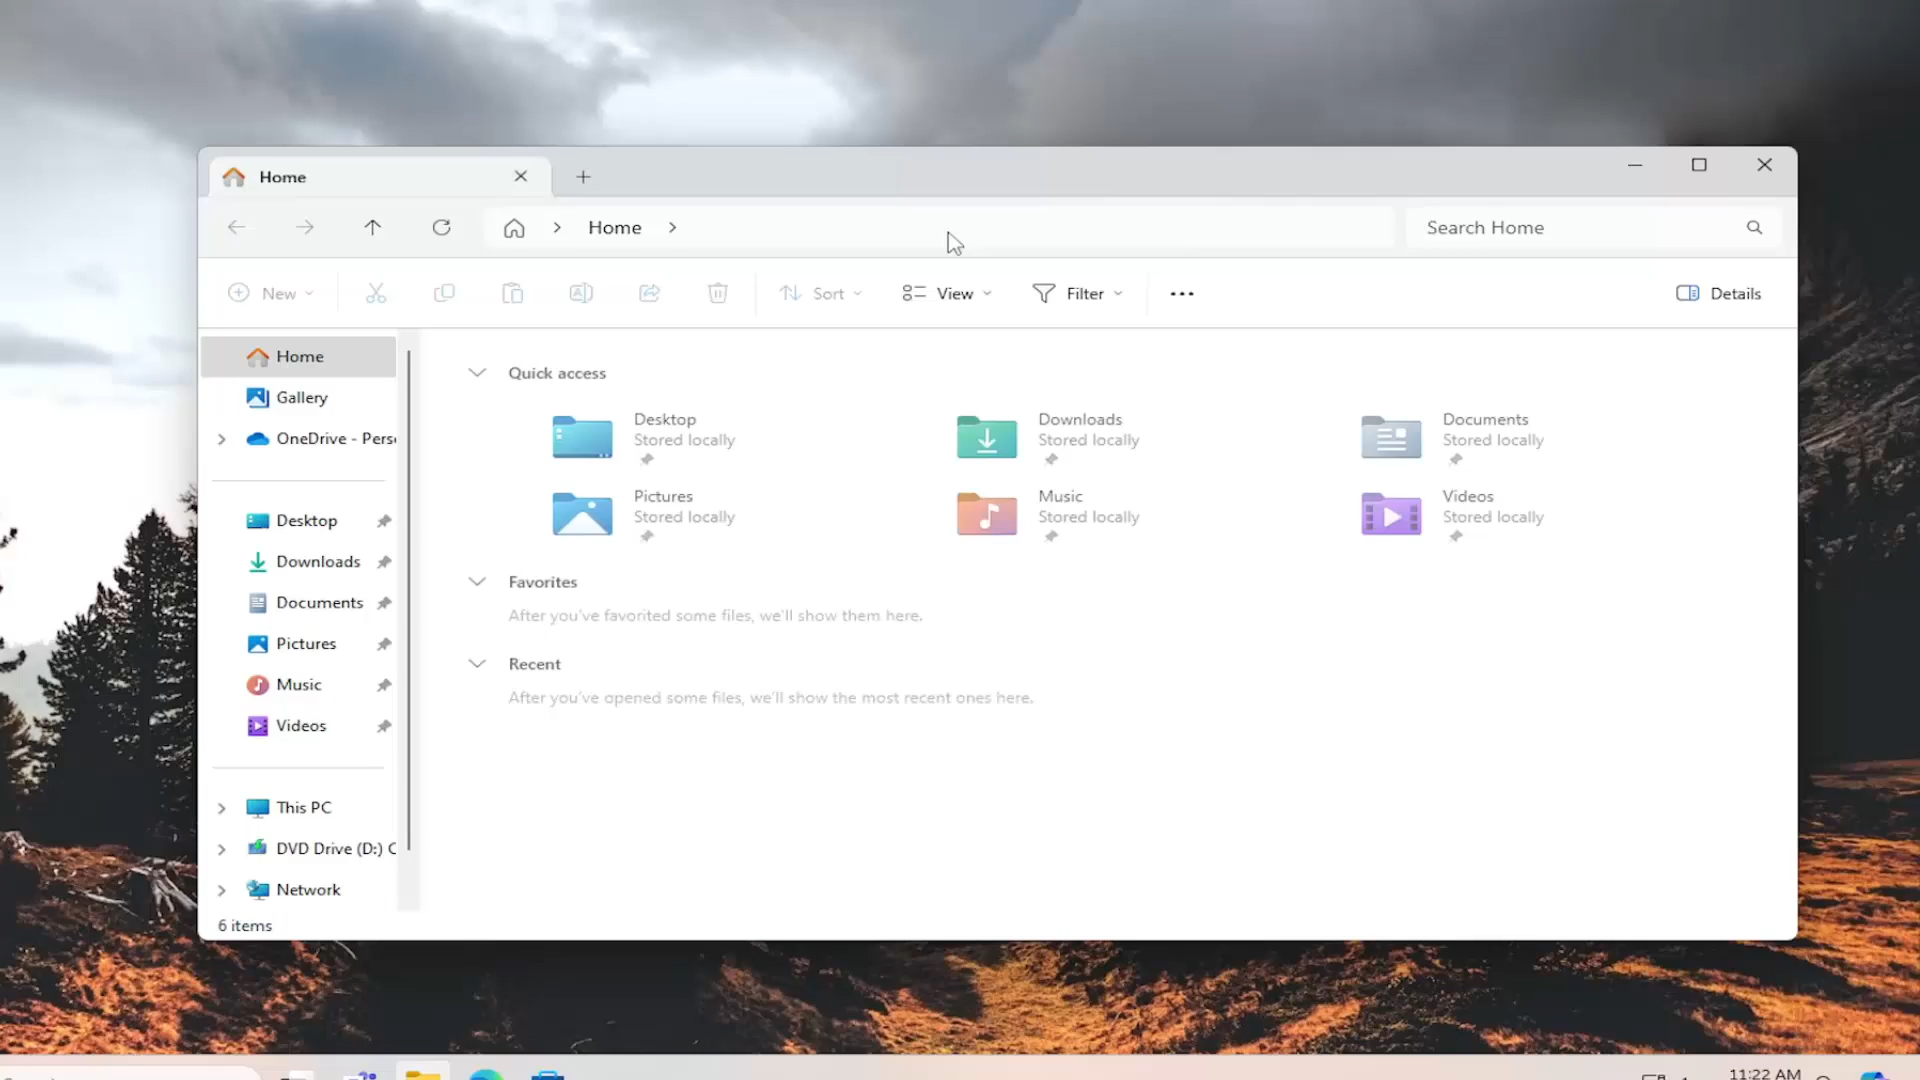 Home
Home
Search Home
New
Sort
View
Filter
Details
Home
Gallery
OneDrive - Pers
Desktop
Downloads
Documents
Pictures
Music
Videos
This PC
DVD Drive (D:) C
Network
Quick access
Desktop
Stored locally
Downloads
Stored locally
Documents
Stored locally
Pictures
Stored locally
Music
Stored locally
Videos
Stored locally
Favorites
After you've favorited some files, we'll show them here.
Recent
After you've opened some files, we'll show the most recent ones here.
6 items
11:22 AM